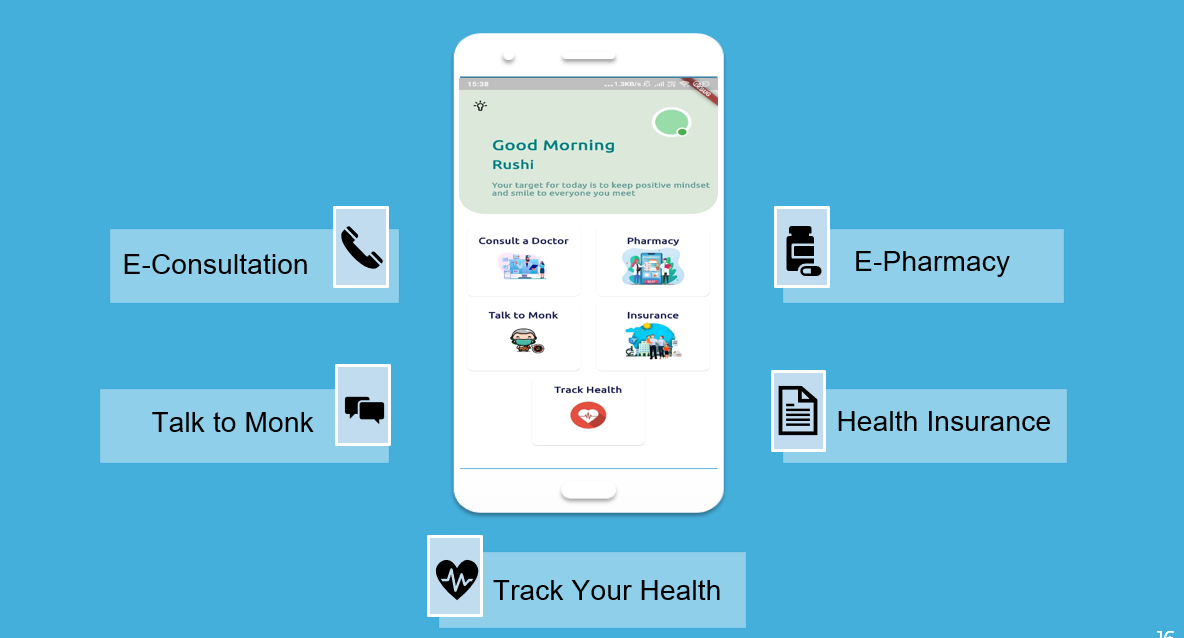 15:38
...1.3KB/s
Good Morning
Rushi
Your target for today is to keep positive mindset
and smile to everyone you meet
Consult a Doctor
Pharmacy
Talk to Monk
Insurance
Track Health
E-Consultation
E-Pharmacy
Talk to Monk
Health Insurance
Track Your Health
16